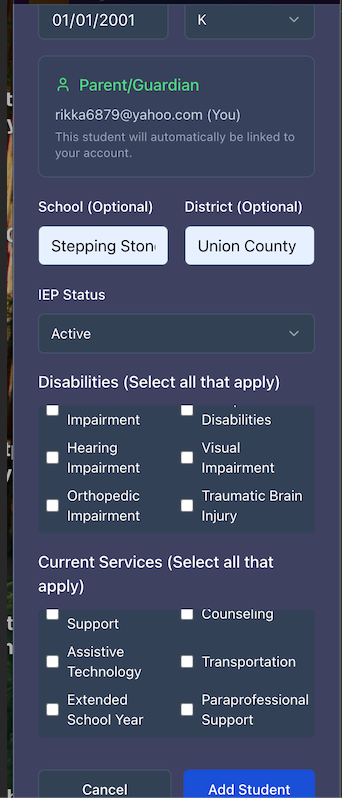 01/01/2001
K
Parent/Guardian
rikka6879@yahoo.com (You)
This student will automatically be linked to
your account.
School (Optional)
District (Optional)
Stepping Ston
Union County
IEP Status
Active
Disabilities (Select all that apply)
Impairment
Disabilities
Hearing
Impairment
Visual
Impairment
Orthopedic
Impairment
Traumatic Brain
Injury
Current Services (Select all that
apply)
Support
Counseling
Assistive
Technology
Transportation
Extended
School Year
Paraprofessional
Support
Cancel
Add Student